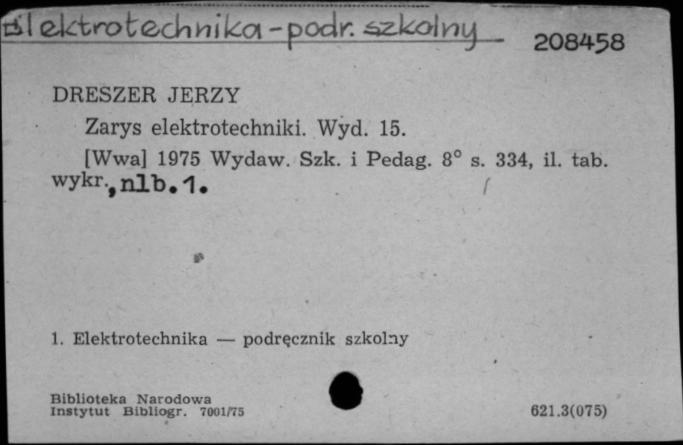 Elektrotechnika - podr. szkolny
208458
DRESZER JERZY
Zarys elektrotechniki. Wyd. 15.
[Wwa] 1975 Wydaw. Szk. i Pedag. 8° s. 334, il. tab.
wykr., nlb. 1.
1. Elektrotechnika — podręcznik szkolny
Biblioteka Narodowa
Instytut Bibliogr. 7001/75
621.3(075)